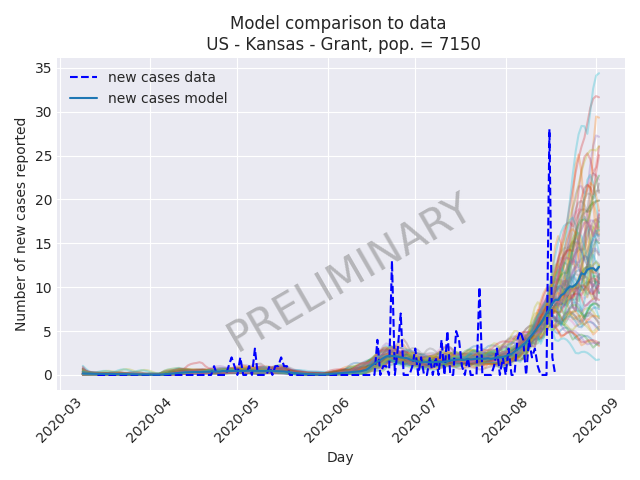 Model comparison to data
US - Kansas - Grant, pop. = 7150
new cases data
new cases model
Number of new cases reported
35
30
25
20
15
10
5
0
PRELIMINARY
2020-03
2020-04
2020-05
2020-06
2020-07
2020-08
2020-09
Day